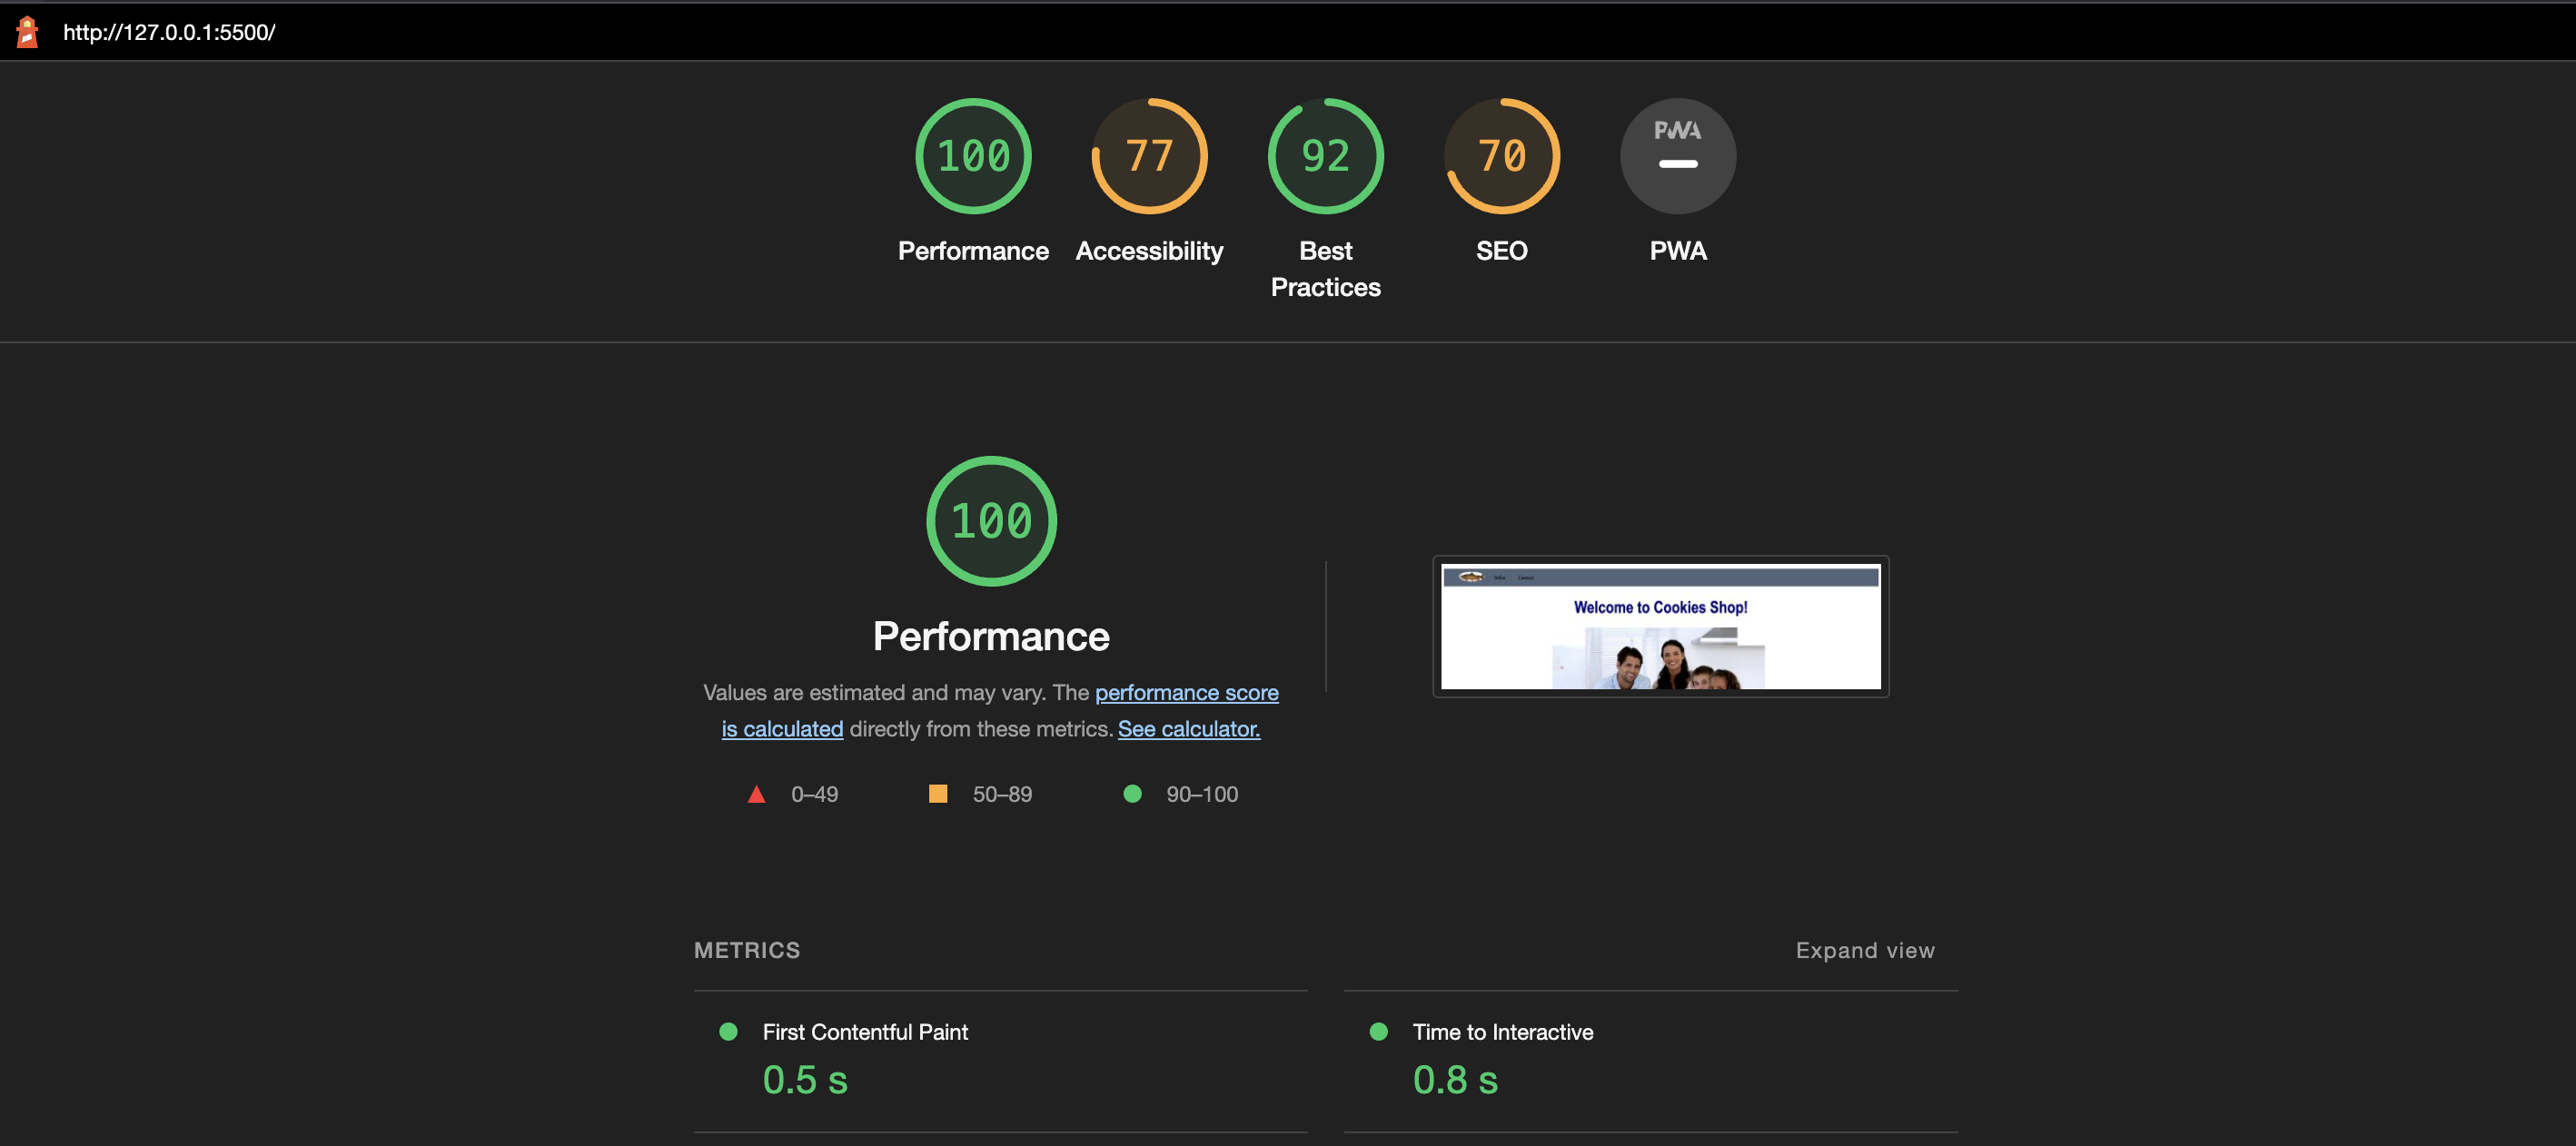 http://127.0.0.1:5500/
100
77
92
70
PWA
Performance
Accessibility
Best
Practices
SEO
PWA
100
Performance
Values are estimated and may vary. The performance score
is calculated directly from these metrics. See calculator.
0–49
50–89
90–100
Welcome to Cookies Shop!
METRICS
Expand view
First Contentful Paint
0.5 s
Time to Interactive
0.8 s